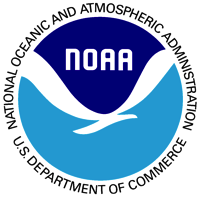 NATIONAL OCEANIC AND ATMOSPHERIC ADMINISTRATION
NOAA
U.S. DEPARTMENT OF COMMERCE